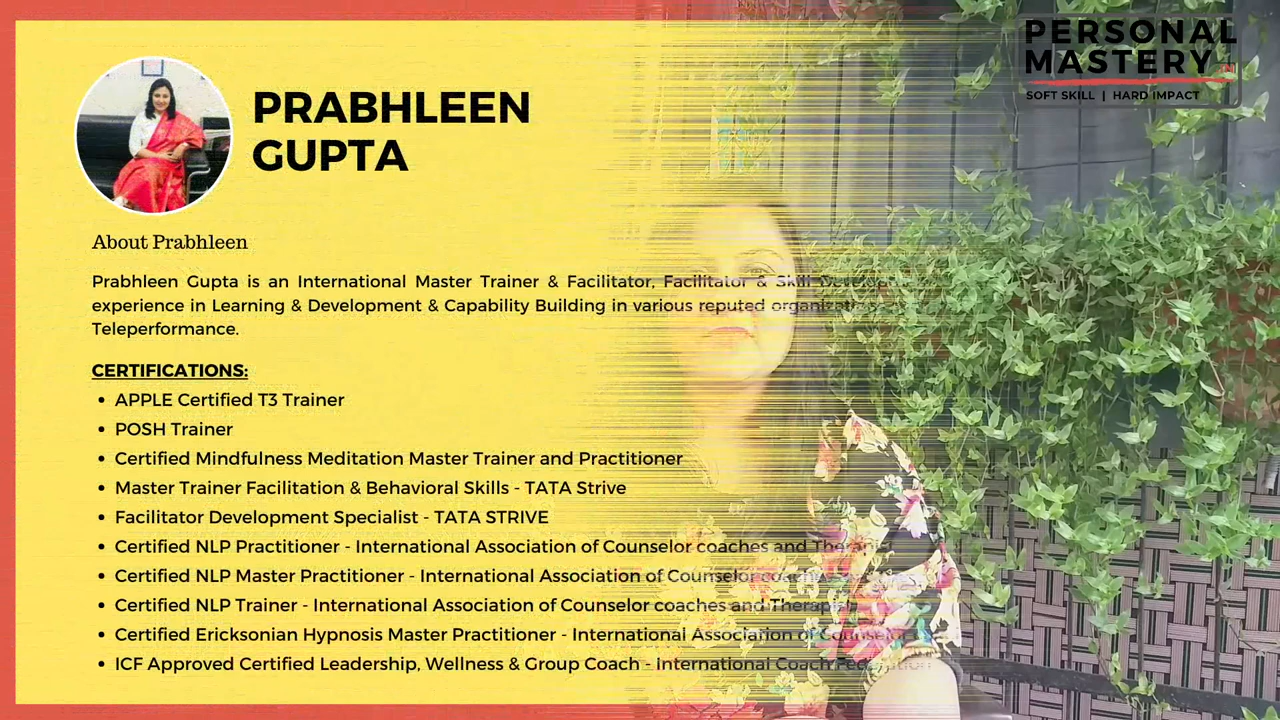 PERSONAL
MASTERY
SOFT SKILL | HARD IMPACT
PRABHLEEN
GUPTA
About Prabhleen
Prabhleen Gupta is an International Master Trainer & Facilitator, Facilitator & Skill
experience in Learning & Development & Capability Building in various reputed
Teleperformance.
CERTIFICATIONS:
• APPLE Certified T3 Trainer
• POSH Trainer
• Certified Mindfulness Meditation Master Trainer and Practitioner
• Master Trainer Facilitation & Behavioral Skills - TATA Strive
• Facilitator Development Specialist - TATA STRIVE
• Certified NLP Practitioner - International Association of Counselor coaches and
• Certified NLP Master Practitioner - International Association of Counselor
• Certified NLP Trainer - International Association of Counselor coaches and
• Certified Ericksonian Hypnosis Master Practitioner - International Association of
• ICF Approved Certified Leadership, Wellness & Group Coach - International Coach